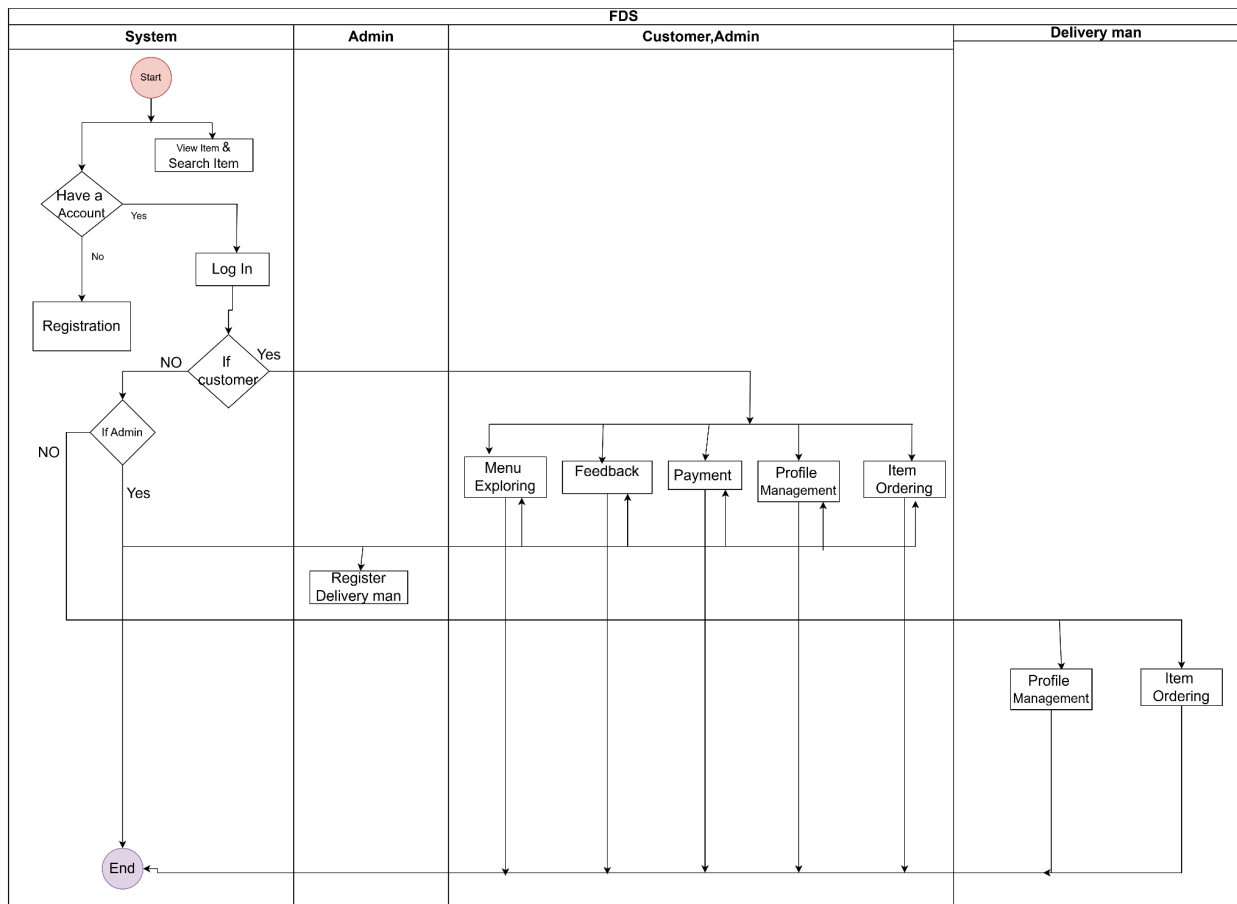 FDS
System
Admin
Customer,Admin
Delivery man
Start
View Item &
Search Item
Have a
Account
Yes
No
Log In
Registration
If
customer
Yes
NO
If Admin
NO
Yes
Menu
Exploring
Feedback
Payment
Profile
Management
Item
Ordering
Register
Delivery man
Profile
Management
Item
Ordering
End